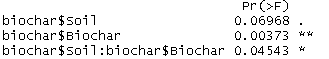 Pr(>F)
biochar$Soil 0.06968 .
biochar$Biochar 0.00373 **
biochar$Soil:biochar$Biochar 0.04543 *